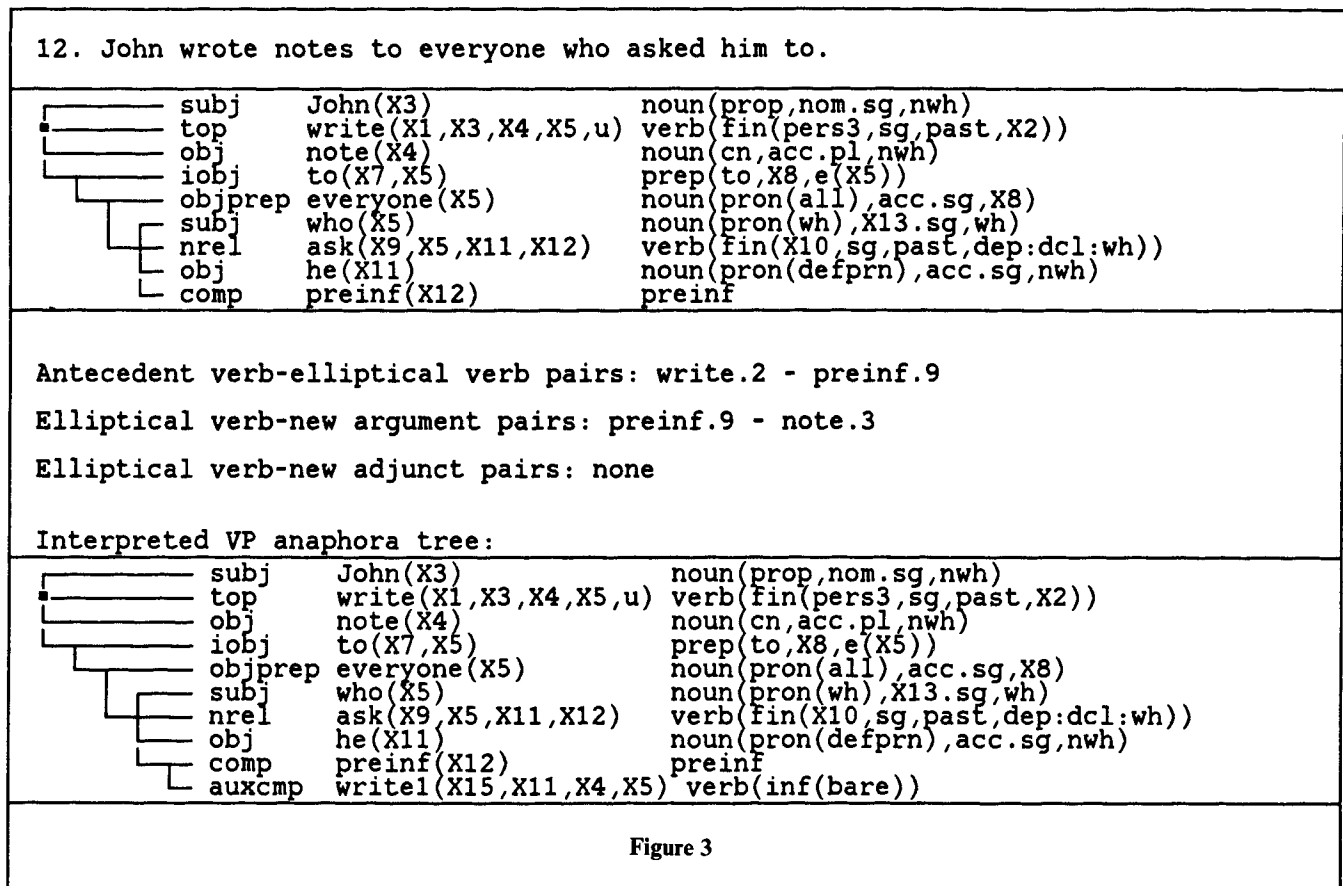 12. John wrote notes to everyone who asked him to.
subj John(X3) noun(prop,nom.sg,nwh)
top write(X1,X3,X4,X5,u) verb(fin(pers3,sg,past,X2))
obj note(X4) noun(cn,acc.pl,nwh)
iobj to(X7,X5) prep(to,X8,e(X5))
objprep everyone(X5) noun(pron(all),acc.sg,X8)
subj who(X5) noun(pron(wh),X13.sg,wh)
nrel ask(X9,X5,X11,X12) verb(fin(X10,sg,past,dep:dcl:wh))
obj he(X11) noun(pron(defprn),acc.sg,nwh)
comp preinf(X12) preinf
Antecedent verb-elliptical verb pairs: write.2 - preinf.9
Elliptical verb-new argument pairs: preinf.9 - note.3
Elliptical verb-new adjunct pairs: none
Interpreted VP anaphora tree:
subj John(X3) noun(prop,nom.sg,nwh)
top write(X1,X3,X4,X5,u) verb(fin(pers3,sg,past,X2))
obj note(X4) noun(cn,acc.pl,nwh)
iobj to(X7,X5) prep(to,X8,e(X5))
objprep everyone(X5) noun(pron(all),acc.sg,X8)
subj who(X5) noun(pron(wh),X13.sg,wh)
nrel ask(X9,X5,X11,X12) verb(fin(X10,sg,past,dep:dcl:wh))
obj he(X11) noun(pron(defprn),acc.sg,nwh)
comp preinf(X12) preinf
auxcmp write1(X15,X11,X4,X5) verb(inf(bare))
Figure 3